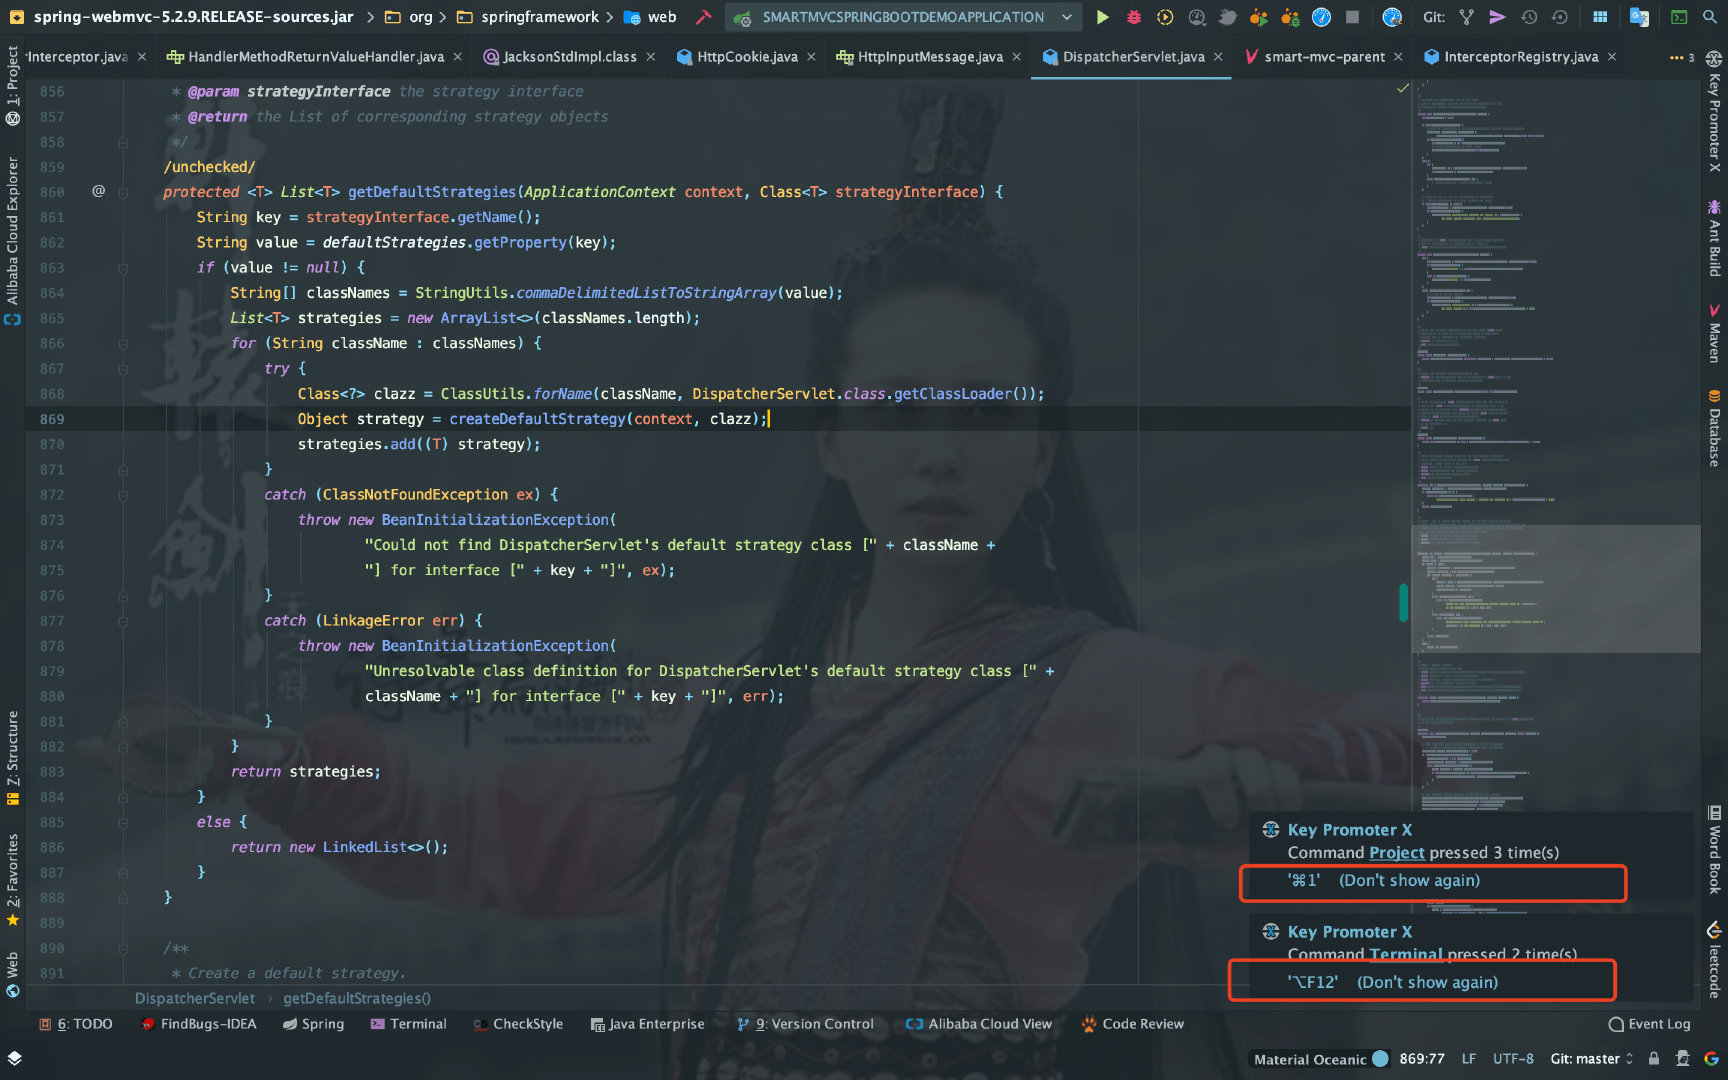 spring-webmvc-5.2.9.RELEASE-sources.jar org springframework web SMARTMVCSPRINGBOOTDEMOAPPLICATION Git:
Interceptor.java HandlerMethodReturnValueHandler.java JacksonStdImpl.class HttpCookie.java HttpInputMessage.java DispatcherServlet.java smart-mvc-parent InterceptorRegistry.java 3
1: Project
Alibaba Cloud Explorer
Z: Structure
2: Favorites
Web
856 * @param strategyInterface the strategy interface
857 * @return the List of corresponding strategy objects
858 */
859 /unchecked/
860 @ protected <T> List<T> getDefaultStrategies(ApplicationContext context, Class<T> strategyInterface) {
861 String key = strategyInterface.getName();
862 String value = defaultStrategies.getProperty(key);
863 if (value != null) {
864 String[] classNames = StringUtils.commaDelimitedListToStringArray(value);
865 List<T> strategies = new ArrayList<>(classNames.length);
866 for (String className : classNames) {
867 try {
868 Class<?> clazz = ClassUtils.forName(className, DispatcherServlet.class.getClassLoader());
869 Object strategy = createDefaultStrategy(context, clazz);
870 strategies.add((T) strategy);
871 }
872 catch (ClassNotFoundException ex) {
873 throw new BeanInitializationException(
874 "Could not find DispatcherServlet's default strategy class [" + className +
875 "] for interface [" + key + "]", ex);
876 }
877 catch (LinkageError err) {
878 throw new BeanInitializationException(
879 "Unresolvable class definition for DispatcherServlet's default strategy class [" +
880 className + "] for interface [" + key + "]", err);
881 }
882 }
883 return strategies;
884 }
885 else {
886 return new LinkedList<>();
887 }
888 }
889
890 /**
891 * Create a default strategy.
Key Promoter X
Ant Build
Maven
Database
Word Book
leetcode
Key Promoter X
Command Project pressed 3 time(s)
'⌘1' (Don't show again)
Key Promoter X
Command Terminal pressed 2 time(s)
'⌥F12' (Don't show again)
DispatcherServlet › getDefaultStrategies()
6: TODO FindBugs-IDEA Spring Terminal CheckStyle Java Enterprise 9: Version Control Alibaba Cloud View Code Review Event Log
Material Oceanic 869:77 LF UTF-8 Git: master